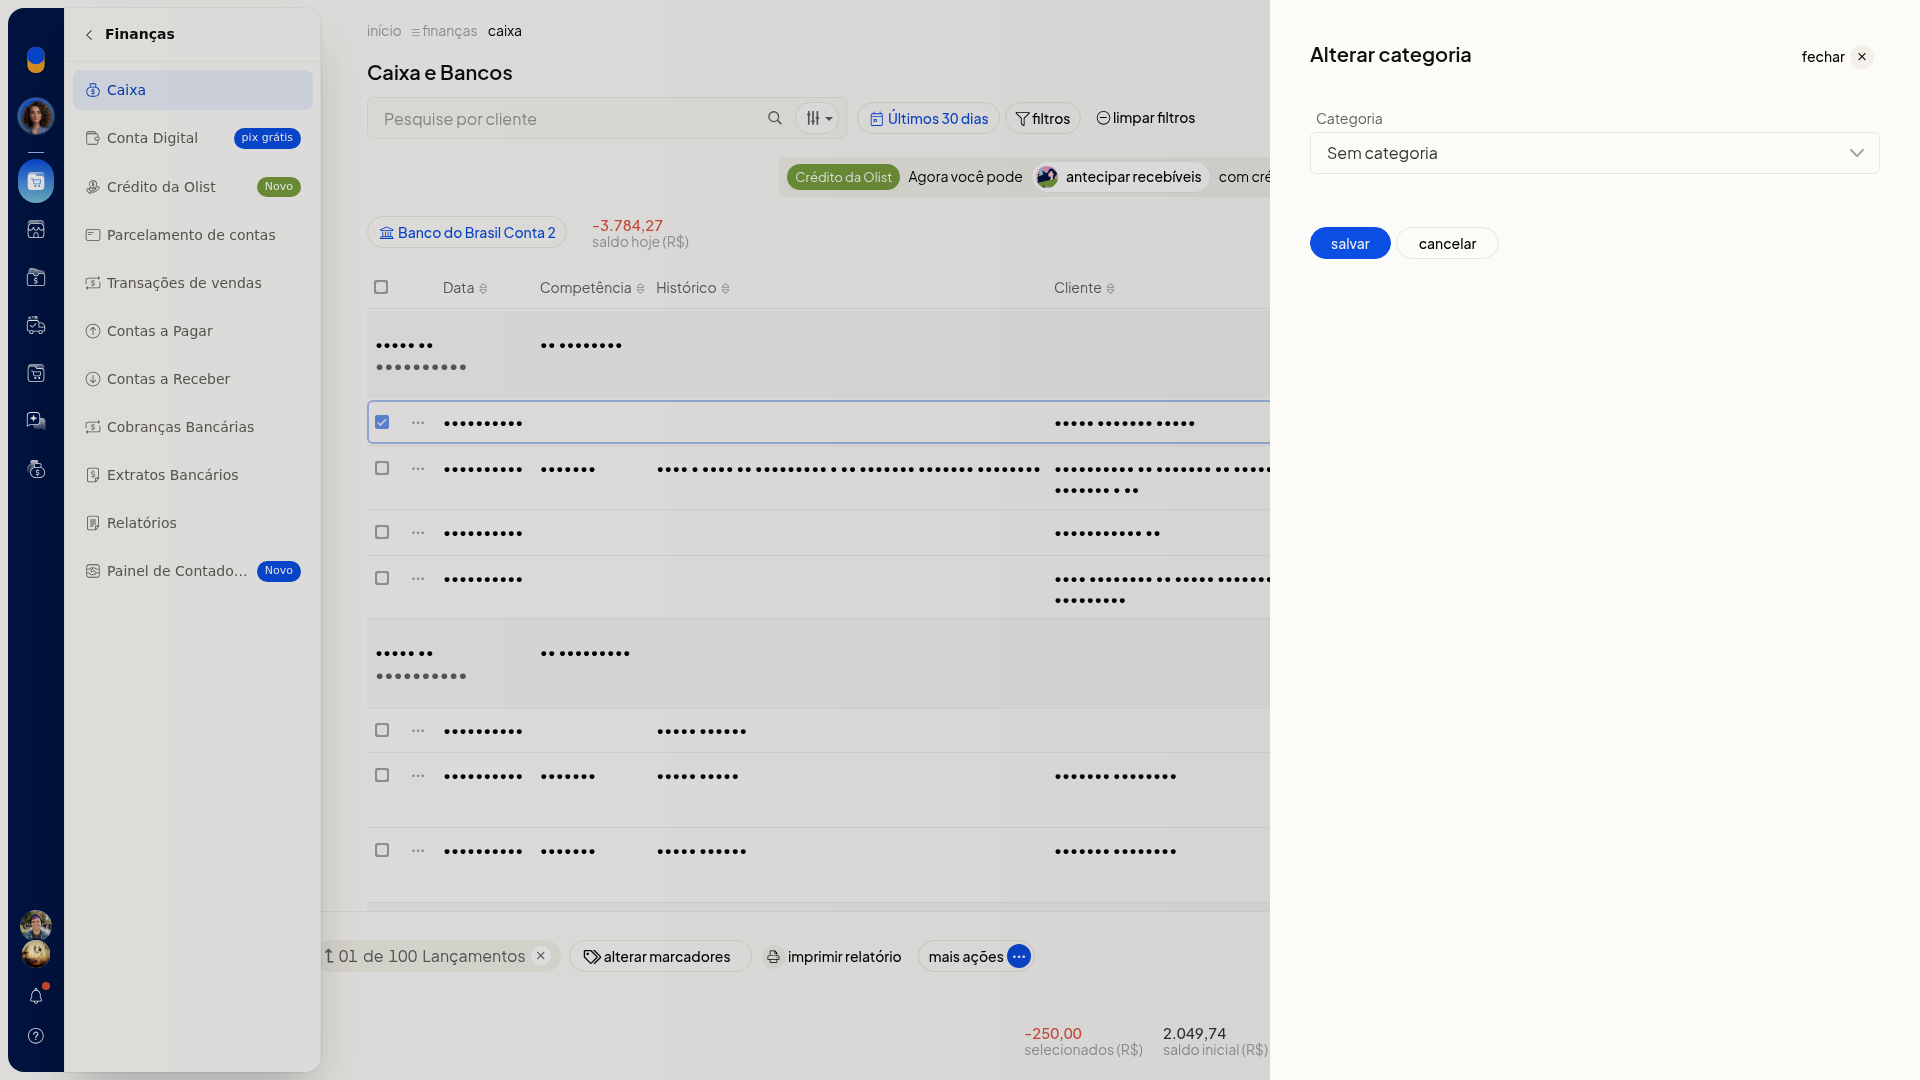 Finanças
Caixa
Conta Digital
pix grátis
Crédito da Olist
Novo
Parcelamento de contas
Transações de vendas
Contas a Pagar
Contas a Receber
Cobranças Bancárias
Extratos Bancários
Relatórios
Painel de Contado...
Novo
início
finanças
caixa
Caixa e Bancos
Pesquise por cliente
Últimos 30 dias
filtros
limpar filtros
Crédito da Olist Agora você pode antecipar recebíveis com cré
Banco do Brasil Conta 2
-3.784,27
saldo hoje (R$)
Data
Competência
Histórico
Cliente
01 de 100 Lançamentos
alterar marcadores
imprimir relatório
mais ações
-250,00
selecionados (R$)
2.049,74
saldo inicial (R$)
Alterar categoria
fechar
Categoria
Sem categoria
salvar
cancelar